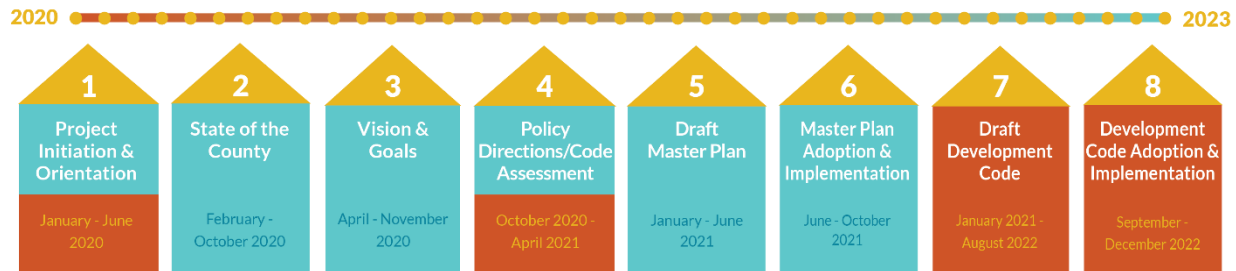 2020
2023
1
Project
Initiation &
Orientation
January - June
2020
2
State of the
County
February -
October 2020
3
Vision &
Goals
April - November
2020
4
Policy
Directions/Code
Assessment
October 2020 -
April 2021
5
Draft
Master Plan
January - June
2021
6
Master Plan
Adoption &
Implementation
June - October
2021
7
Draft
Development
Code
January 2021 -
August 2022
8
Development
Code Adoption &
Implementation
September -
December 2022